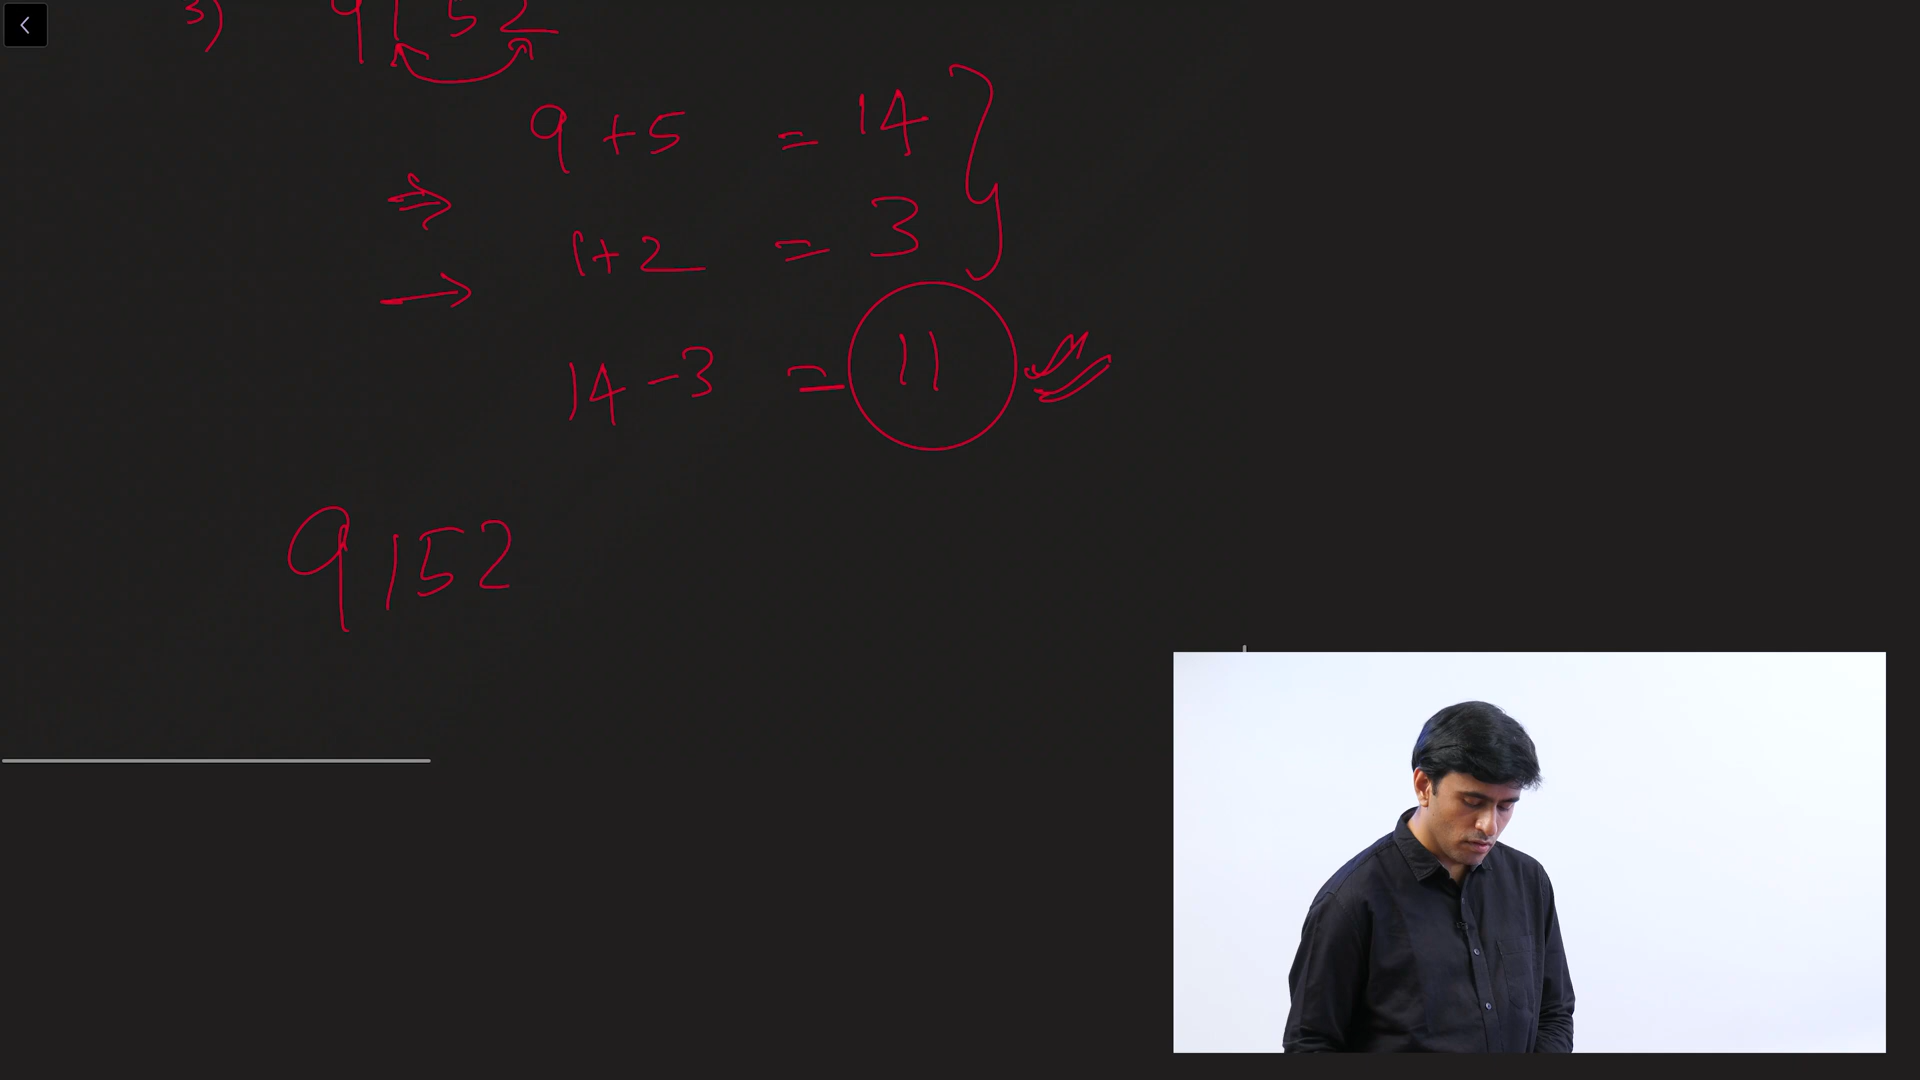 3) 9152
9 + 5 = 14
1 + 2 = 3
14 - 3 = 11
9152